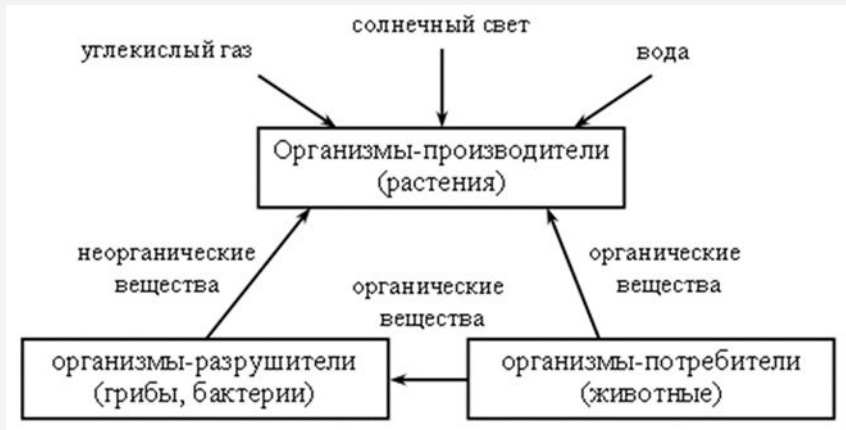 солнечный свет
углекислый газ
вода
Организмы-производители
(растения)
неорганические
вещества
органические
вещества
органические
вещества
организмы-разрушители
(грибы, бактерии)
организмы-потребители
(животные)